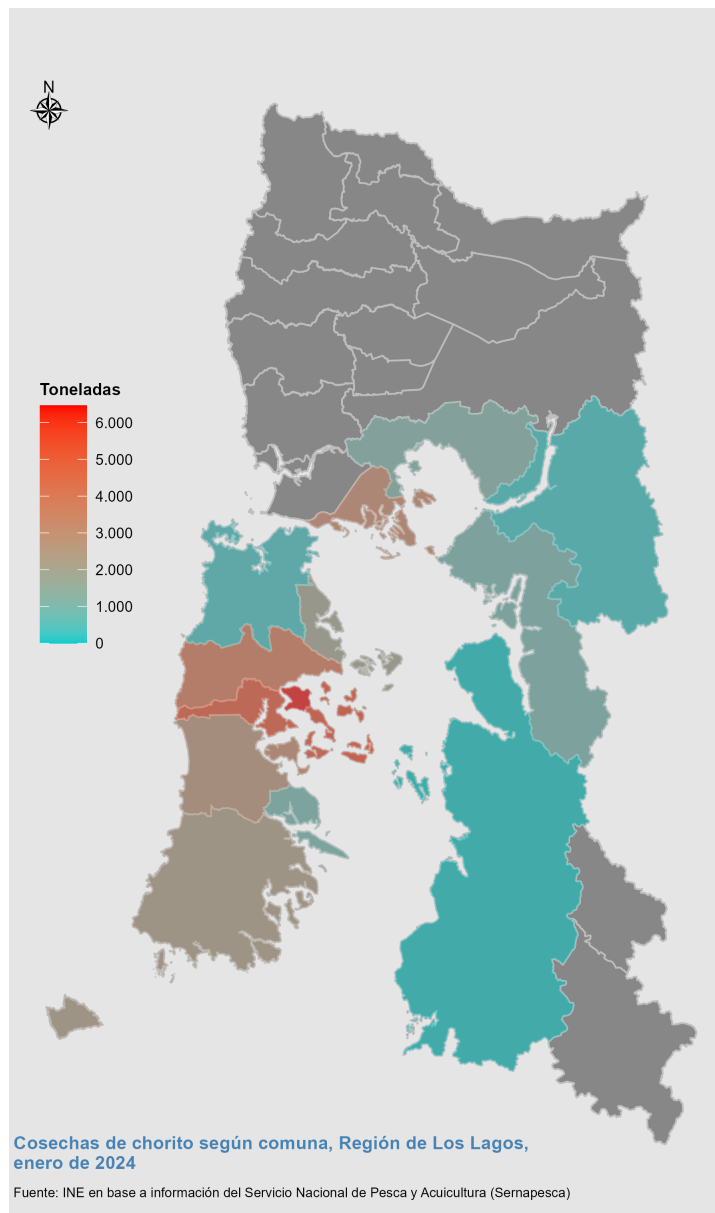 N
Toneladas
6.000
5.000
4.000
3.000
2.000
1.000
0
Cosechas de chorito según comuna, Región de Los Lagos,
enero de 2024
Fuente: INE en base a información del Servicio Nacional de Pesca y Acuicultura (Sernapesca)